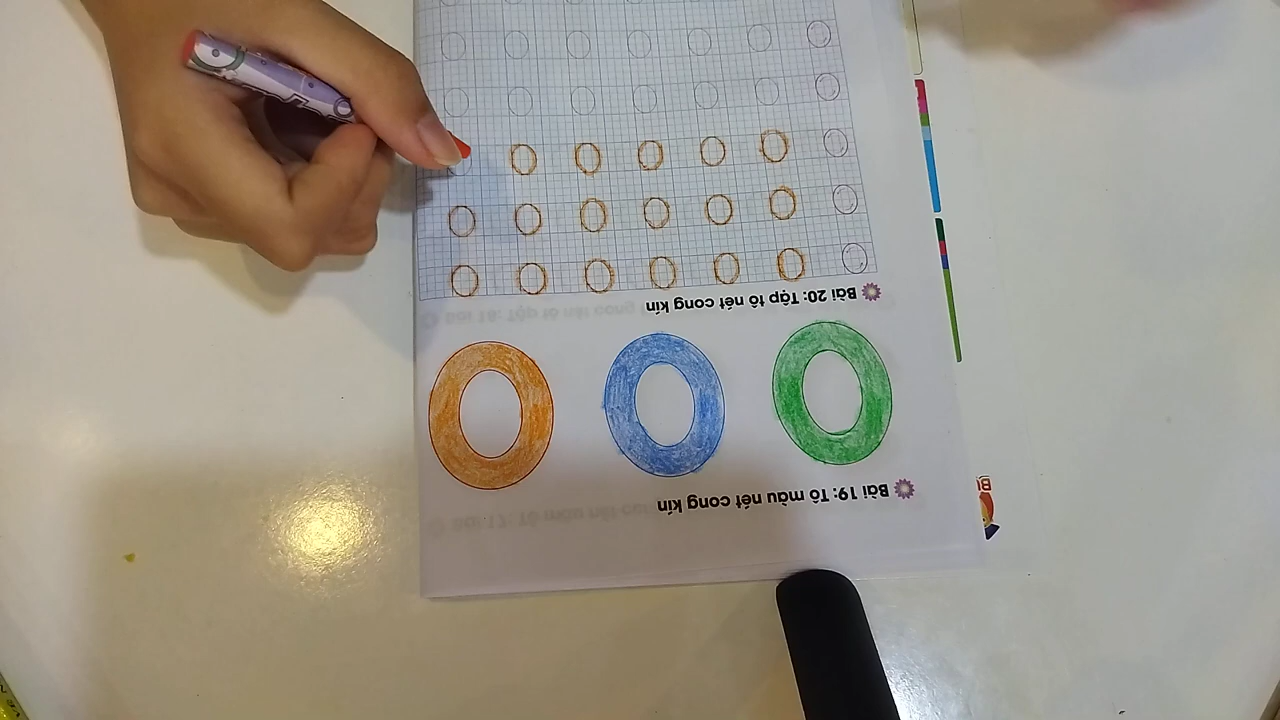 Bài 19: Tô màu nét cong kín
Bài 20: Tập tô nét cong kín